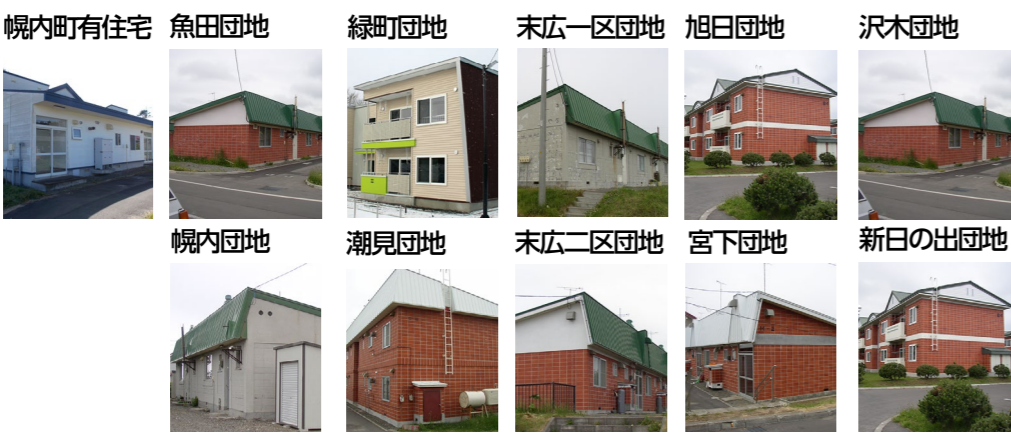 幌内町有住宅 魚田団地 緑町団地 末広一区団地 旭日団地 沢木団地
幌内団地 潮見団地 末広二区団地 宮下団地 新日の出団地